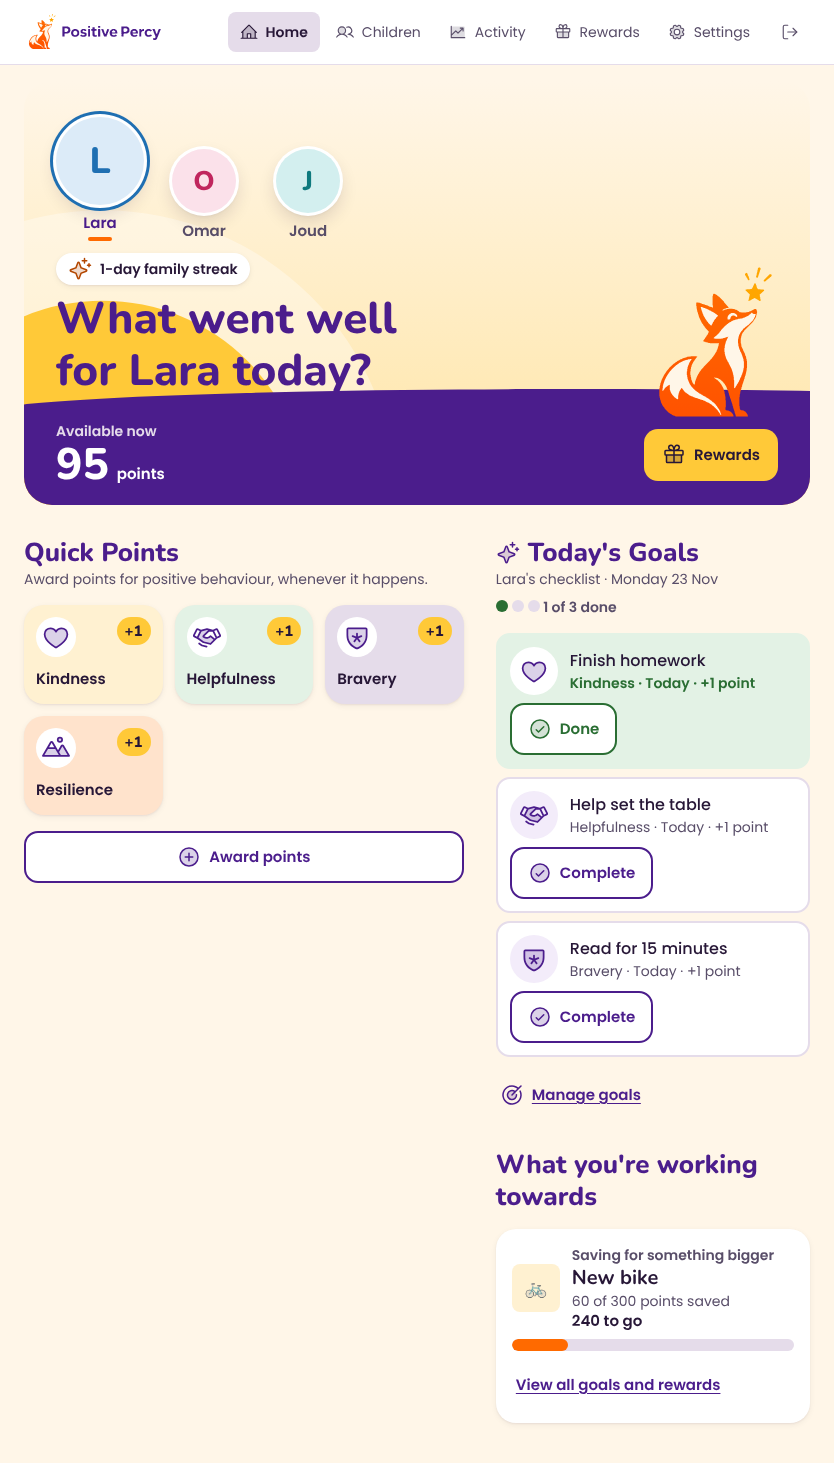 Positive Percy
Home
Children
Activity
Rewards
Settings
L
O
J
Lara
Omar
Joud
1-day family streak
What went well
for Lara today?
Available now
95 points
Rewards
Quick Points
Award points for positive behaviour, whenever it happens.
+1
Kindness
+1
Helpfulness
+1
Bravery
+1
Resilience
Award points
Today's Goals
Lara's checklist · Monday 23 Nov
1 of 3 done
Finish homework
Kindness · Today · +1 point
Done
Help set the table
Helpfulness · Today · +1 point
Complete
Read for 15 minutes
Bravery · Today · +1 point
Complete
Manage goals
What you're working
towards
Saving for something bigger
New bike
60 of 300 points saved
240 to go
View all goals and rewards